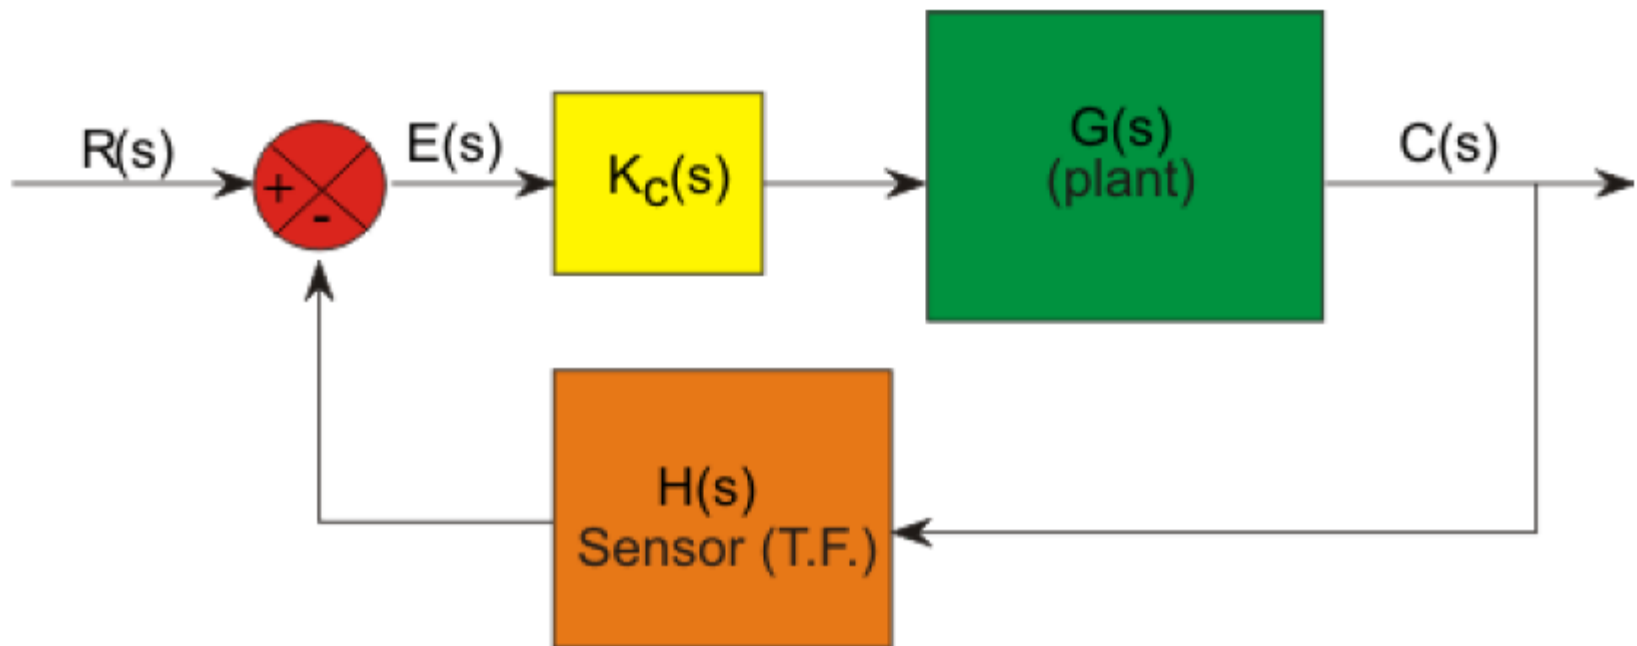 R(s)
+
-
E(s)
Kc(s)
G(s)
(plant)
C(s)
H(s)
Sensor (T.F.)